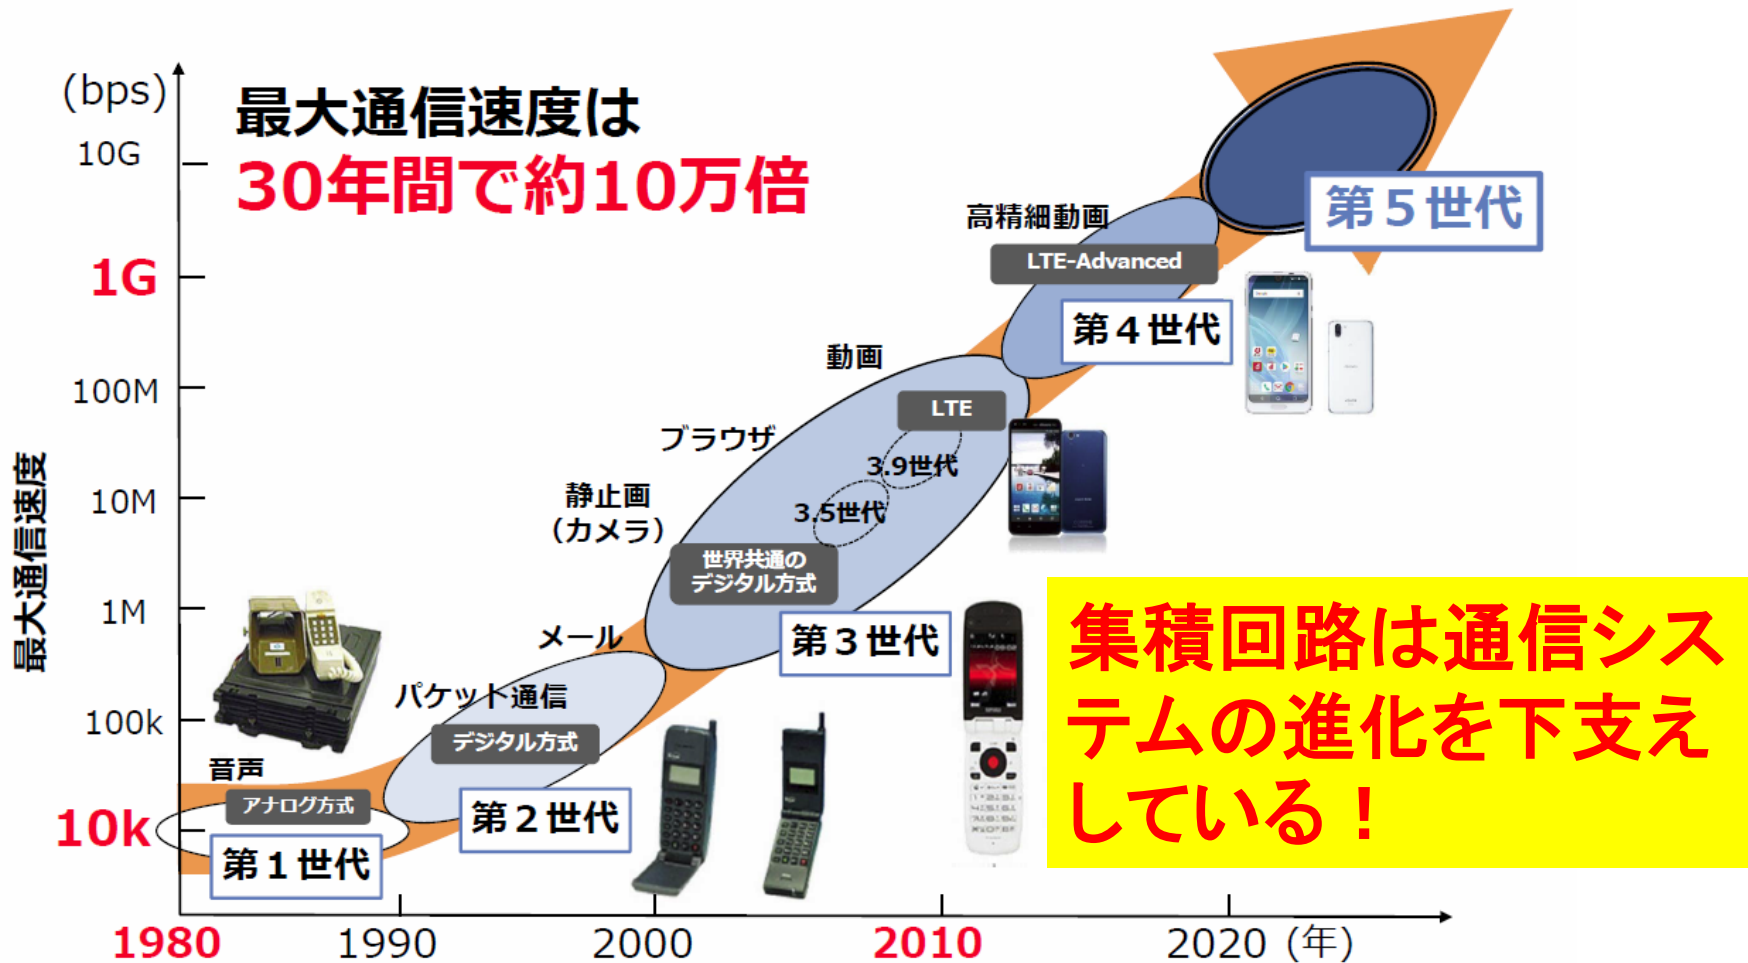 (bps)
最大通信速度は
30年間で約10万倍
10G
1G
100M
10M
1M
100k
10k
最大通信速度
高精細動画
LTE-Advanced
第５世代
第４世代
動画
LTE
ブラウザ
3.9世代
静止画
（カメラ）
3.5世代
世界共通の
デジタル方式
第３世代
メール
パケット通信
デジタル方式
第２世代
音声
アナログ方式
第１世代
集積回路は通信シス
テムの進化を下支え
している！
1980
1990
2000
2010
2020 (年)